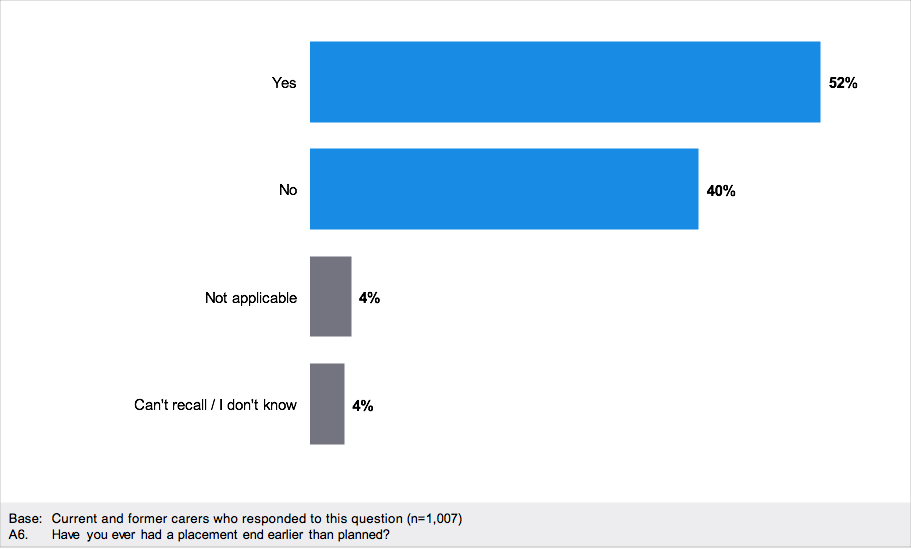 Yes 52%
No 40%
Not applicable 4%
Can't recall / I don't know 4%
Base: Current and former carers who responded to this question (n=1,007)
A6. Have you ever had a placement end earlier than planned?